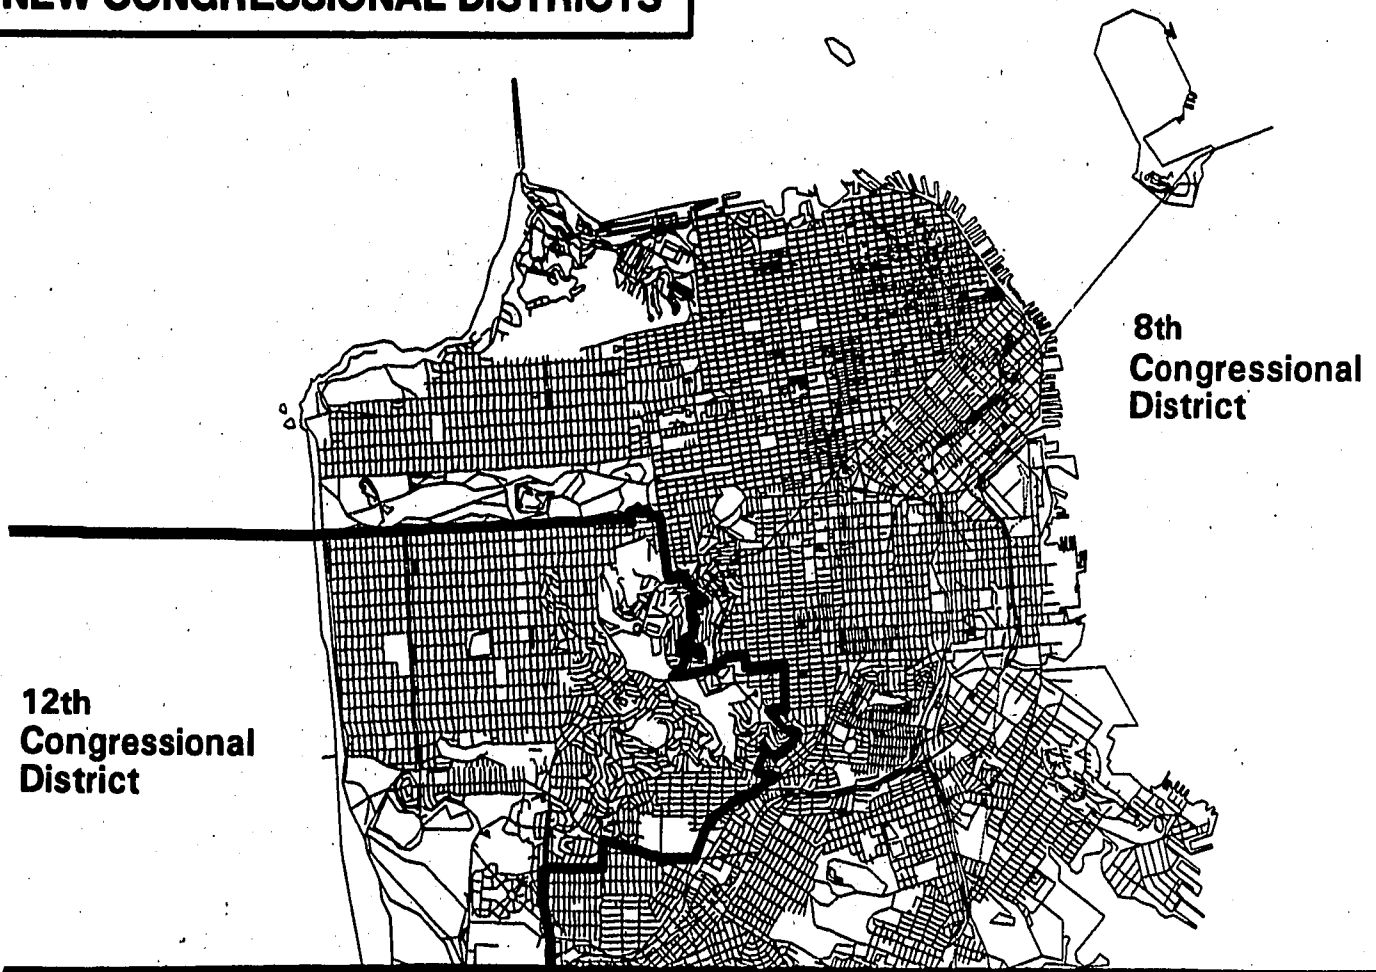 NEW CONGRESSIONAL DISTRICTS
8th
Congressional
District
12th
Congressional
District